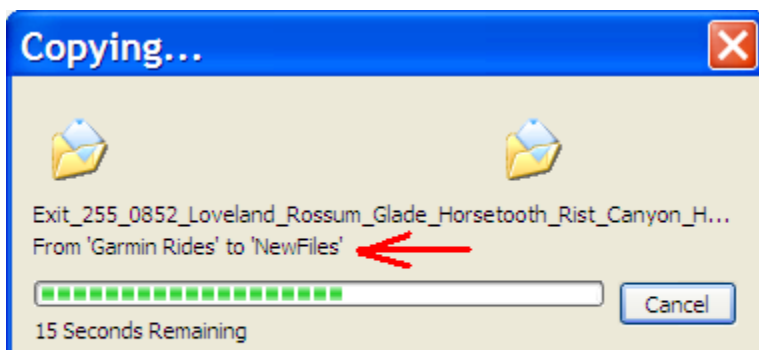 Copying...
Exit_255_0852_Loveland_Rossum_Glade_Horsetooth_Rist_Canyon_H...
From 'Garmin Rides' to 'NewFiles'
Cancel
15 Seconds Remaining